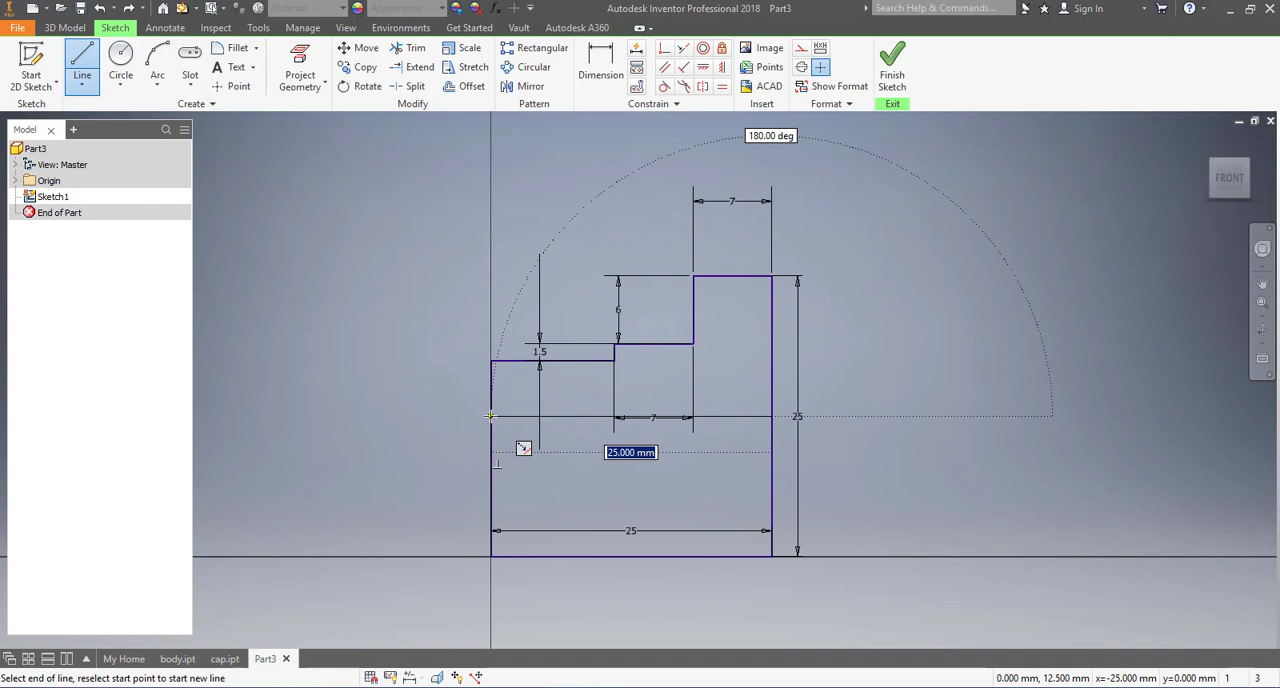 PRO
Material
Appearance
Autodesk Inventor Professional 2018 Part3
Search Help & Commands...
Sign In
File 3D Model Sketch Annotate Inspect Tools Manage View Environments Get Started Vault Autodesk A360
Start
2D Sketch
Line
Circle
Arc
Slot
Fillet
Text
Point
Project
Geometry
Move
Copy
Rotate
Trim
Extend
Split
Scale
Stretch
Offset
Rectangular
Circular
Mirror
Dimension
Image
Points
ACAD
Show Format
Finish
Sketch
Sketch Create Modify Pattern Constrain Insert Format Exit
Model
Part3
View: Master
Origin
Sketch1
End of Part
180.00 deg
FRONT
7
6
1.5
7
25
25.000 mm
25
My Home body.ipt cap.ipt Part3
Select end of line, reselect start point to start new line
0.000 mm, 12.500 mm x=-25.000 mm y=0.000 mm 1 3